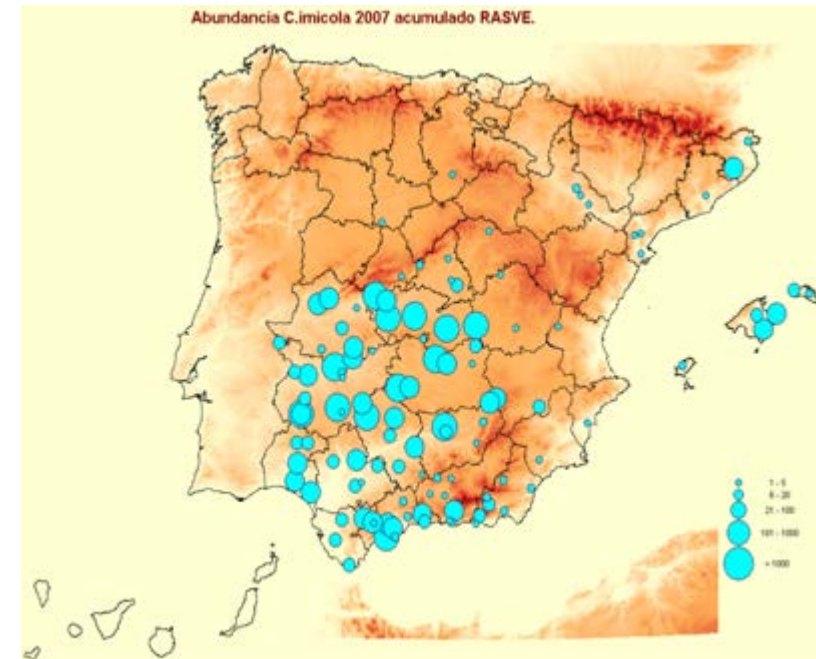 Abundancia C.imicola 2007 acumulado RASVE.
1 - 5
6 - 20
21 - 100
101 - 1000
> 1000